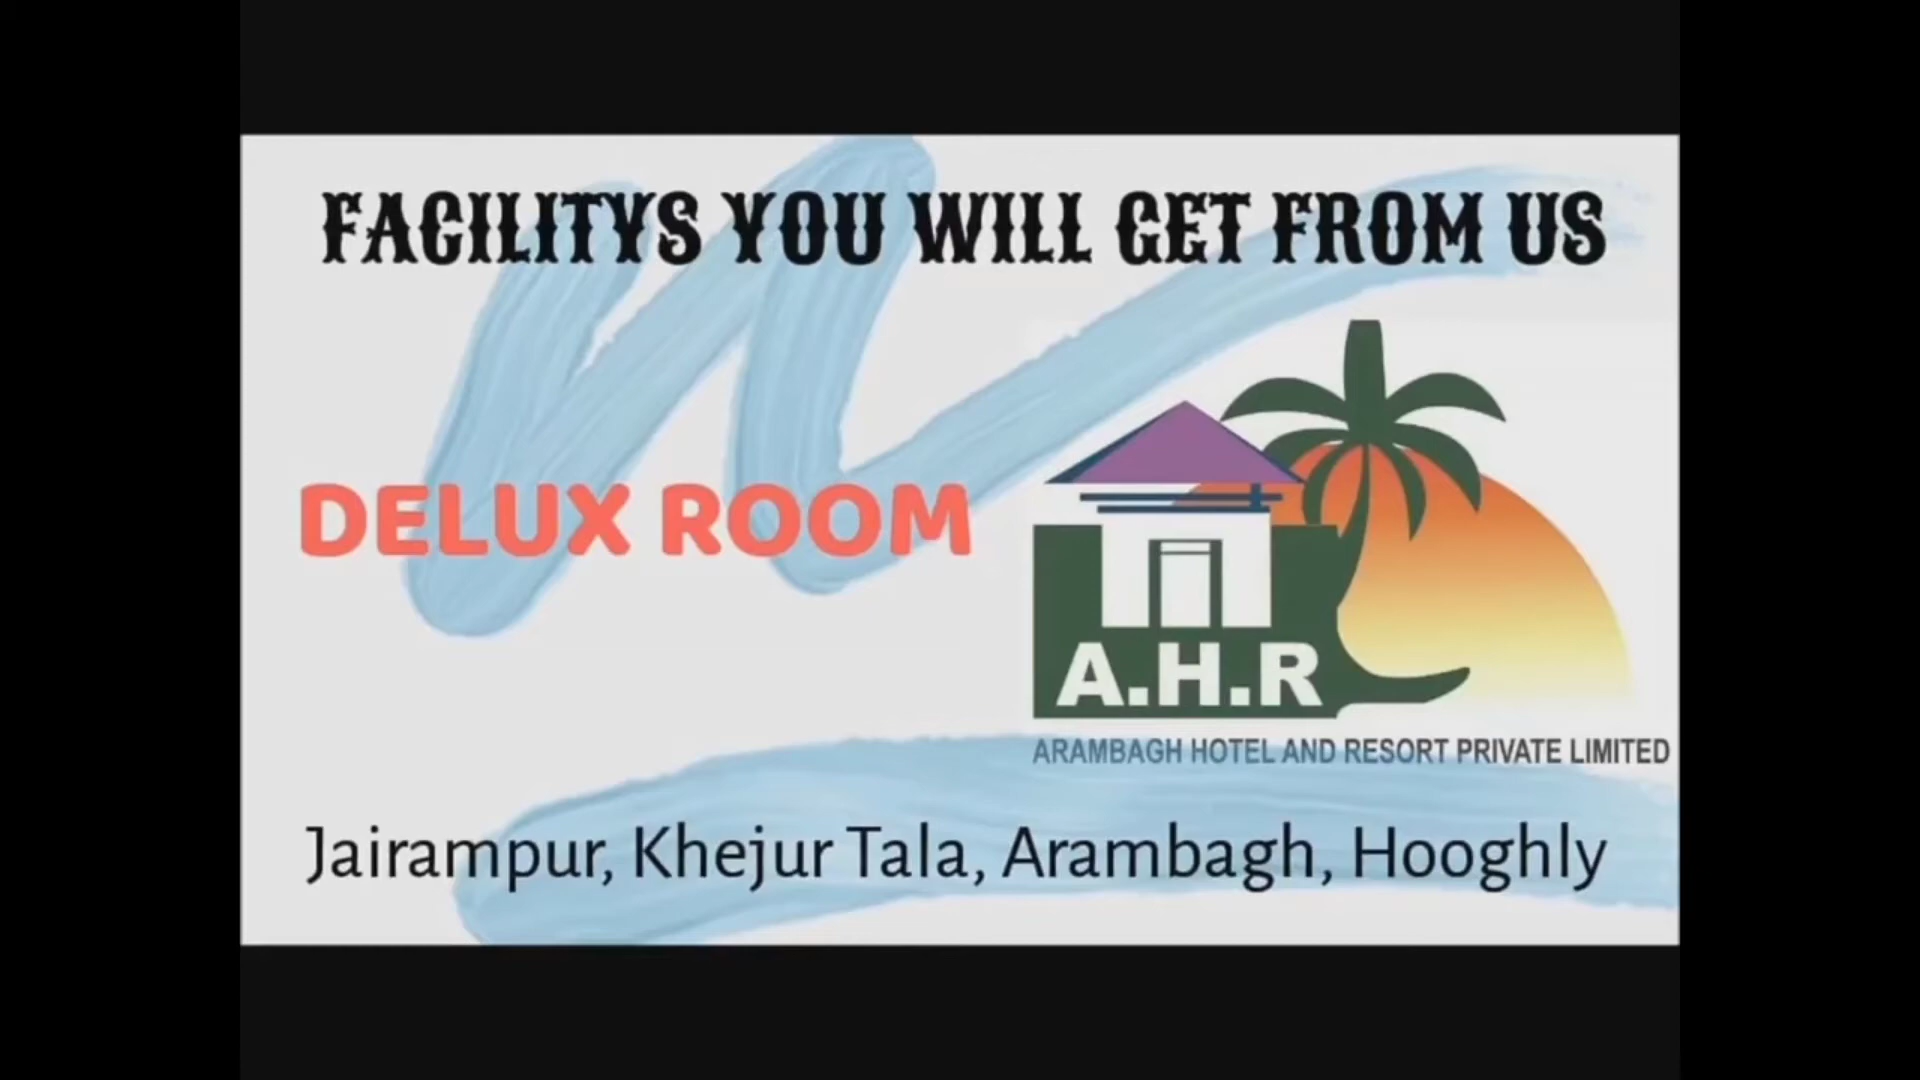 FACILITYS YOU WILL GET FROM US
DELUX ROOM
A.H.R
ARAMBAGH HOTEL AND RESORT PRIVATE LIMITED
Jairampur, Khejur Tala, Arambagh, Hooghly